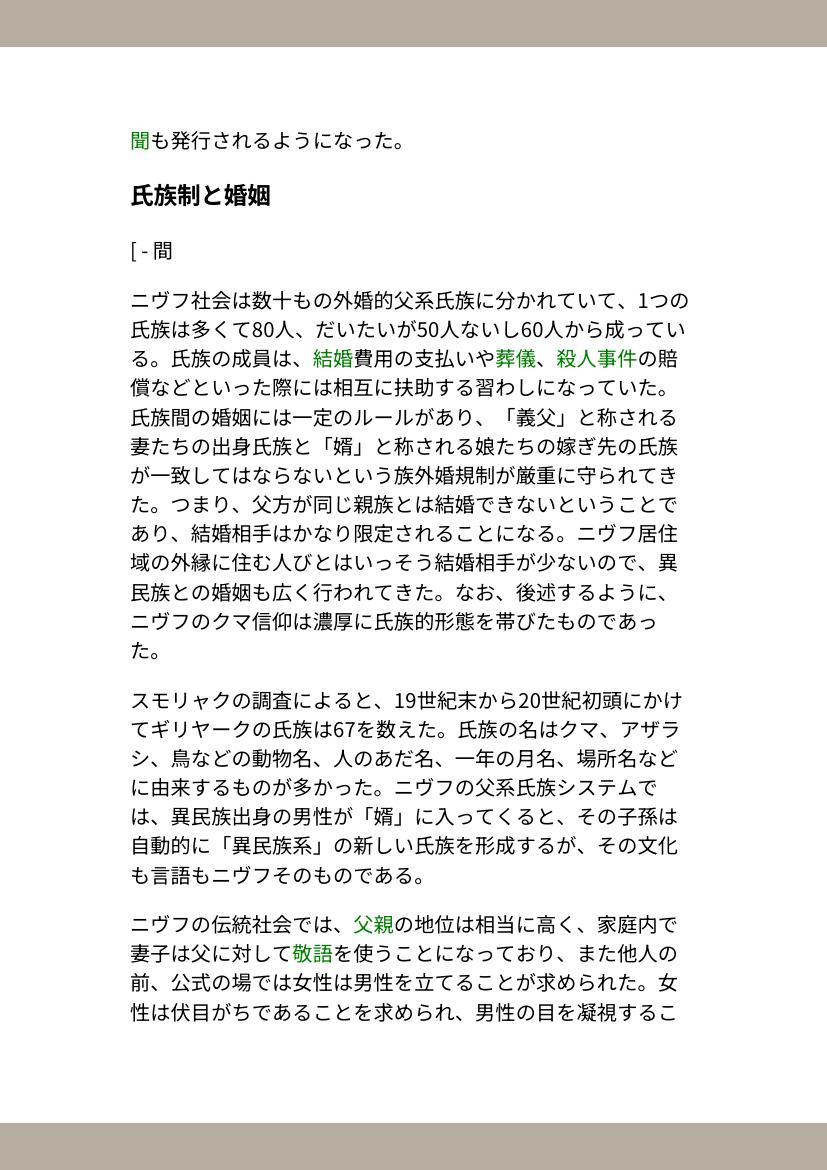 聞も発行されるようになった。
氏族制と婚姻
[ - 間
ニヴフ社会は数十もの外婚的父系氏族に分かれていて、1つの
氏族は多くて80人、だいたいが50人ないし60人から成ってい
る。氏族の成員は、結婚費用の支払いや葬儀、殺人事件の賠
償などといった際には相互に扶助する習わしになっていた。
氏族間の婚姻には一定のルールがあり、「義父」と称される
妻たちの出身氏族と「婿」と称される娘たちの嫁ぎ先の氏族
が一致してはならないという族外婚規制が厳重に守られてき
た。つまり、父方が同じ親族とは結婚できないということで
あり、結婚相手はかなり限定されることになる。ニヴフ居住
域の外縁に住む人びとはいっそう結婚相手が少ないので、異
民族との婚姻も広く行われてきた。なお、後述するように、
ニヴフのクマ信仰は濃厚に氏族的形態を帯びたものであっ
た。
スモリャクの調査によると、19世紀末から20世紀初頭にかけ
てギリヤークの氏族は67を数えた。氏族の名はクマ、アザラ
シ、鳥などの動物名、人のあだ名、一年の月名、場所名など
に由来するものが多かった。ニヴフの父系氏族システムで
は、異民族出身の男性が「婿」に入ってくると、その子孫は
自動的に「異民族系」の新しい氏族を形成するが、その文化
も言語もニヴフそのものである。
ニヴフの伝統社会では、父親の地位は相当に高く、家庭内で
妻子は父に対して敬語を使うことになっており、また他人の
前、公式の場では女性は男性を立てることが求められた。女
性は伏目がちであることを求められ、男性の目を凝視するこ